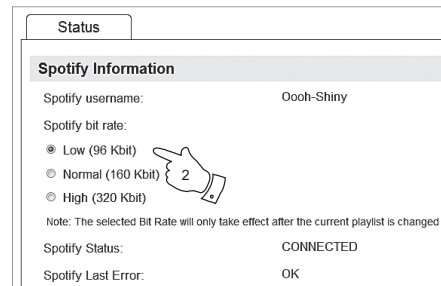 Status
Spotify Information
Spotify username: Oooh-Shiny
Spotify bit rate:
Low (96 Kbit)
Normal (160 Kbit) 2
High (320 Kbit)
Note: The selected Bit Rate will only take effect after the current playlist is changed
Spotify Status: CONNECTED
Spotify Last Error: OK